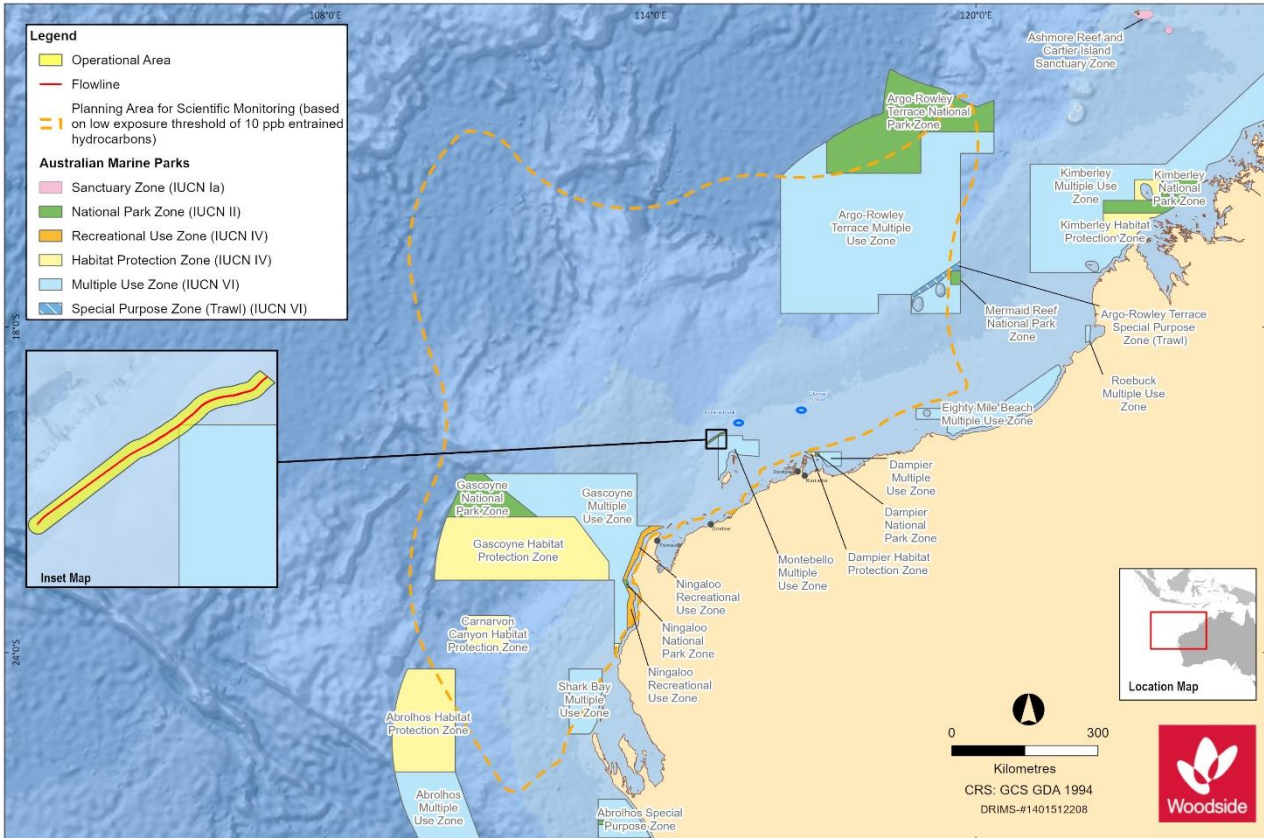 108°0'E
114°0'E
120°0'E
18°0'S
24°0'S
Legend
Operational Area
Flowline
Planning Area for Scientific Monitoring (based
on low exposure threshold of 10 ppb entrained
hydrocarbons)
Australian Marine Parks
Sanctuary Zone (IUCN Ia)
National Park Zone (IUCN II)
Recreational Use Zone (IUCN IV)
Habitat Protection Zone (IUCN IV)
Multiple Use Zone (IUCN VI)
Special Purpose Zone (Trawl) (IUCN VI)
Inset Map
Ashmore Reef and
Cartier Island
Sanctuary Zone
Argo-Rowley
Terrace National
Park Zone
Kimberley
Multiple Use
Zone
Kimberley
National
Park Zone
Kimberley Habitat
Protection Zone
Argo-Rowley
Terrace Multiple
Use Zone
Mermaid Reef
National Park
Zone
Argo-Rowley Terrace
Special Purpose
Zone (Trawl)
Roebuck
Multiple Use
Zone
Eighty Mile Beach
Multiple Use Zone
Dampier
Multiple Use
Zone
Dampier
National
Park Zone
Dampier Habitat
Protection Zone
Montebello
Multiple
Use Zone
Karratha
Onslow
Gascoyne
National
Park Zone
Gascoyne
Multiple
Use Zone
Gascoyne Habitat
Protection Zone
Ningaloo
Recreational
Use Zone
Ningaloo
National
Park Zone
Ningaloo
Recreational
Use Zone
Carnarvon
Canyon Habitat
Protection Zone
Shark Bay
Multiple
Use Zone
Abrolhos Habitat
Protection Zone
Abrolhos
Multiple
Use Zone
Abrolhos Special
Purpose Zone
Location Map
0
300
Kilometres
CRS: GCS GDA 1994
DRIMS-#1401512208
Woodside